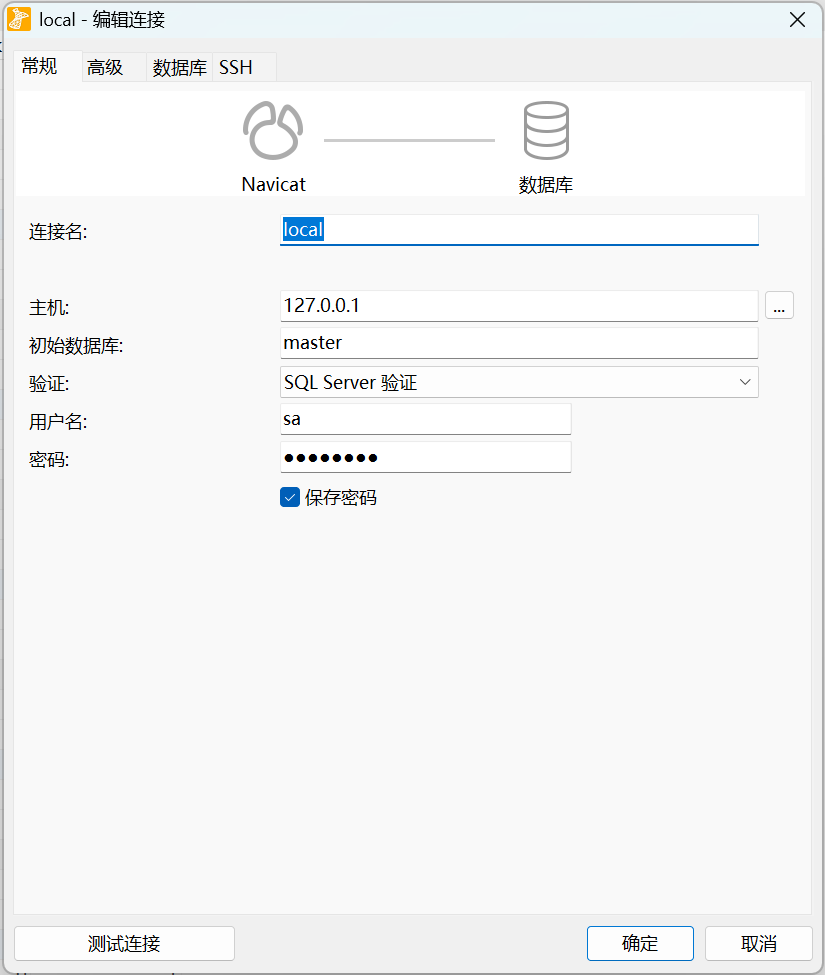 local - 编辑连接
常规 高级 数据库 SSH
Navicat 数据库
连接名: local
主机: 127.0.0.1 ...
初始数据库: master
验证: SQL Server 验证
用户名: sa
密码: ●●●●●●●●
保存密码
测试连接 确定 取消